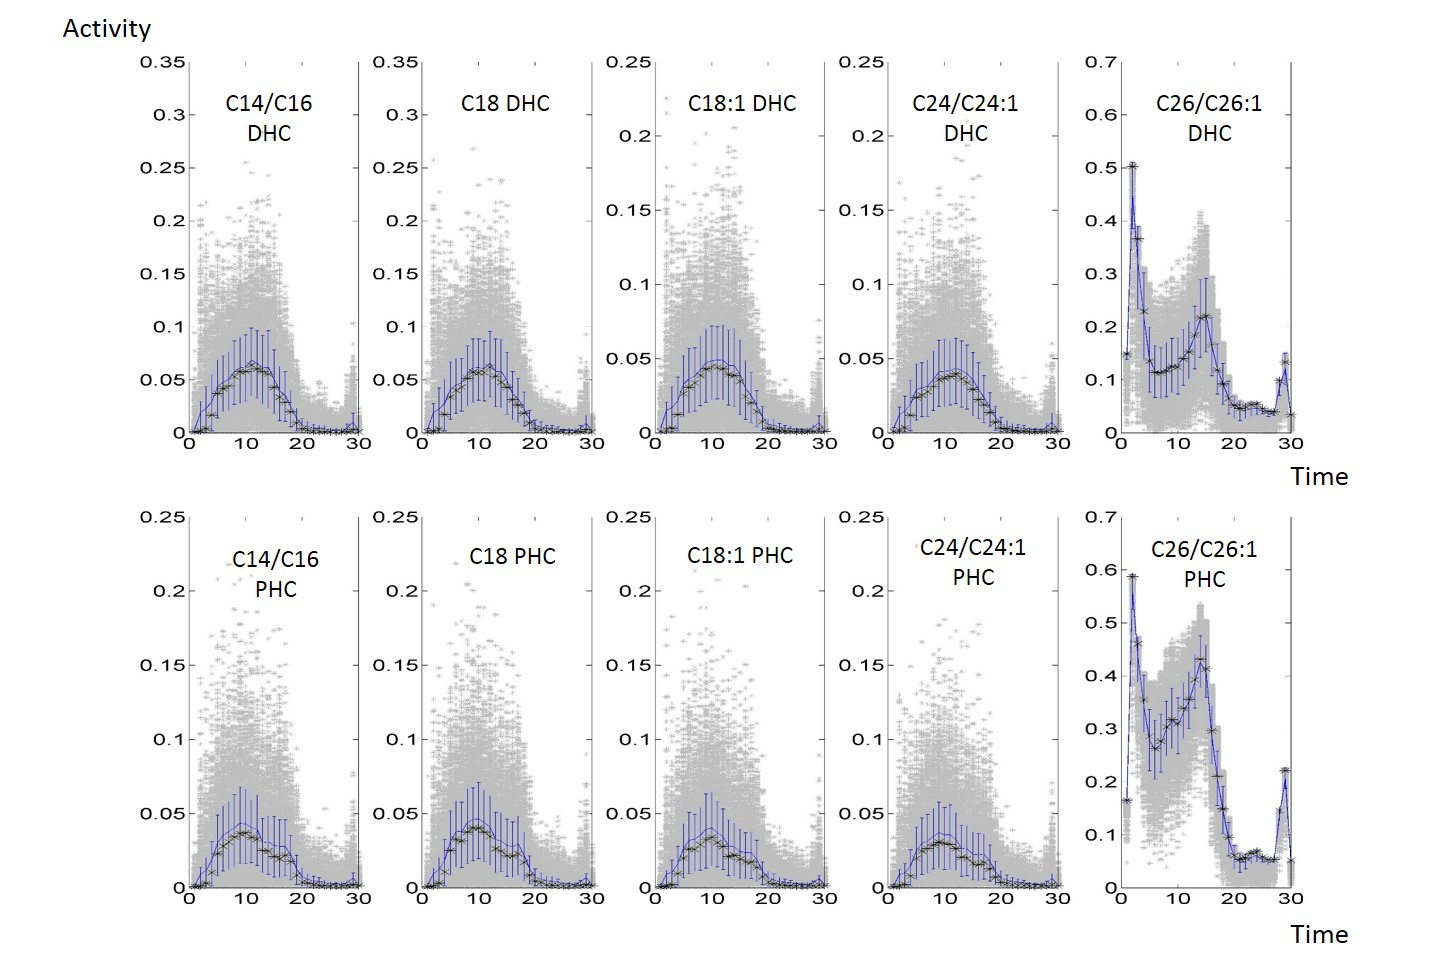 Activity
0.35 0.35 0.25 0.25 0.7
C14/C16 C18 DHC C18:1 DHC C24/C24:1 C26/C26:1
DHC DHC DHC
0.3 0.3 0.2 0.2 0.6
0.25 0.25 0.5
0.2 0.2 0.15 0.15 0.4
0.15 0.15 0.1 0.1 0.3
0.1 0.1 0.2
0.05 0.05 0.05 0.05 0.1
0 0 0 0 0
0 10 20 30 0 10 20 30 0 10 20 30 0 10 20 30 0 10 20 30
Time
0.25 0.25 0.25 0.25 0.7
C14/C16 C18 PHC C18:1 PHC C24/C24:1 C26/C26:1
PHC PHC PHC
0.2 0.2 0.2 0.2 0.6
0.5
0.15 0.15 0.15 0.15 0.4
0.1 0.1 0.1 0.1 0.3
0.2
0.05 0.05 0.05 0.05 0.1
0 0 0 0 0
0 10 20 30 0 10 20 30 0 10 20 30 0 10 20 30 0 10 20 30
Time